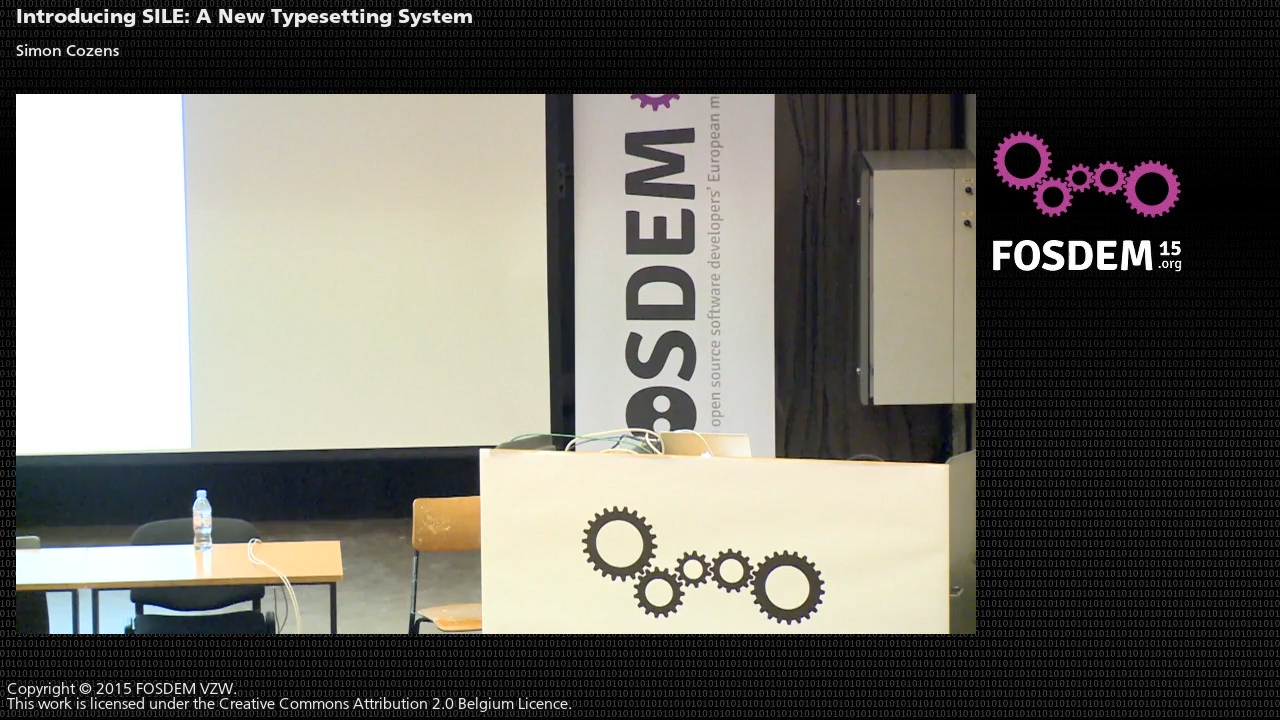 Introducing SILE: A New Typesetting System
Simon Cozens
OSDEM
open source software developers' European m
FOSDEM 15
.org
Copyright © 2015 FOSDEM VZW.
This work is licensed under the Creative Commons Attribution 2.0 Belgium Licence.